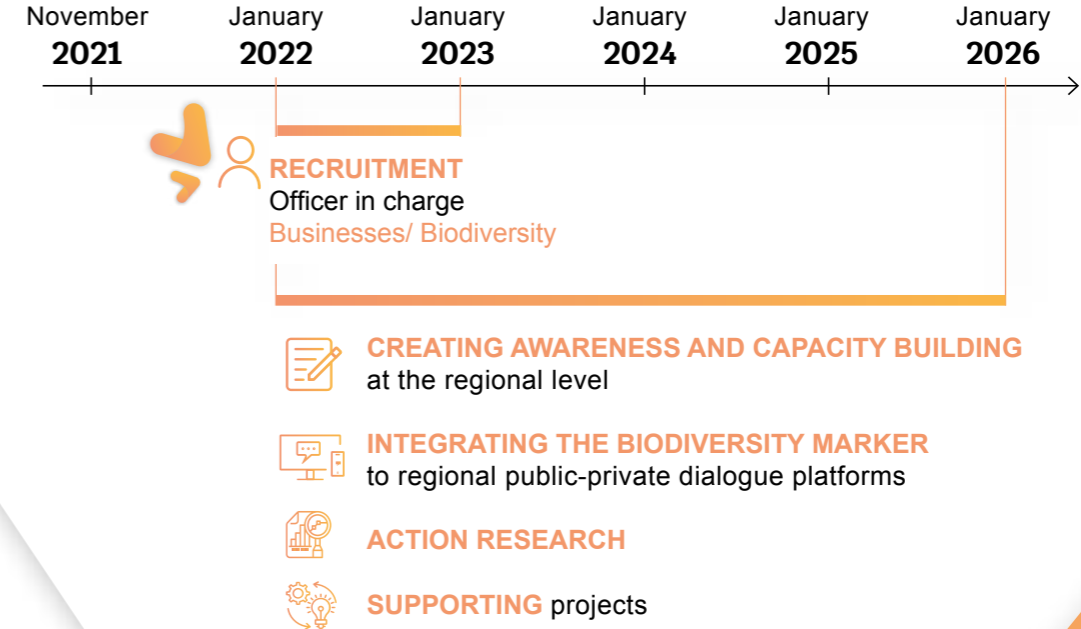 November January January January January January
2021 2022 2023 2024 2025 2026
RECRUITMENT
Officer in charge
Businesses/ Biodiversity
CREATING AWARENESS AND CAPACITY BUILDING
at the regional level
INTEGRATING THE BIODIVERSITY MARKER
to regional public-private dialogue platforms
ACTION RESEARCH
SUPPORTING projects